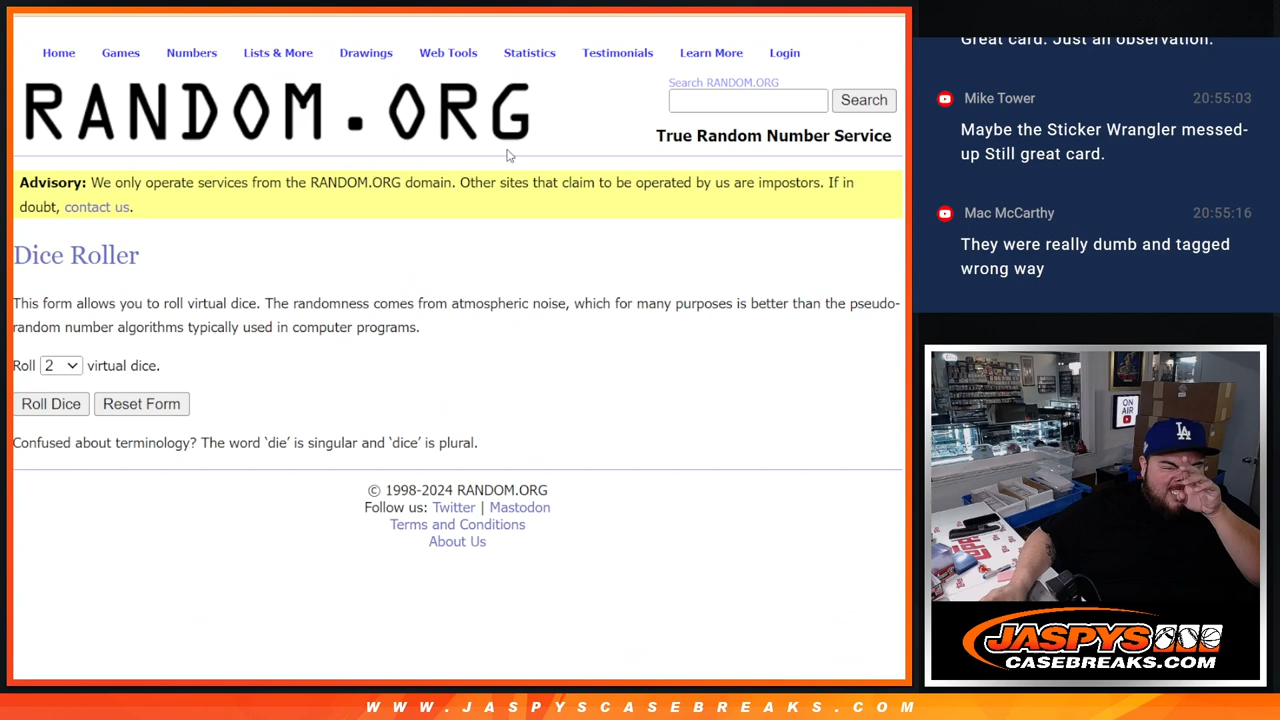 Home Games Numbers Lists & More Drawings Web Tools Statistics Testimonials Learn More Login
RANDOM.ORG
Search RANDOM.ORG
Search
True Random Number Service
Advisory: We only operate services from the RANDOM.ORG domain. Other sites that claim to be operated by us are impostors. If in
doubt, contact us.
Dice Roller
This form allows you to roll virtual dice. The randomness comes from atmospheric noise, which for many purposes is better than the pseudo-
random number algorithms typically used in computer programs.
Roll 2 virtual dice.
Roll Dice Reset Form
Confused about terminology? The word ‘die’ is singular and ‘dice’ is plural.
© 1998-2024 RANDOM.ORG
Follow us: Twitter | Mastodon
Terms and Conditions
About Us
Great card. Just an observation.
Mike Tower 20:55:03
Maybe the Sticker Wrangler messed-
up Still great card.
Mac McCarthy 20:55:16
They were really dumb and tagged
wrong way
ON
AIR
LA
JASPYS
CASEBREAKS.COM
WWW.JASPYSCASEBREAKS.COM